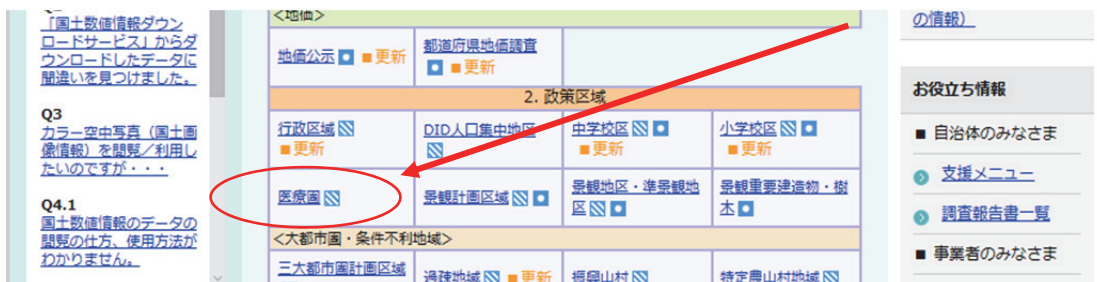 「国土数値情報ダウン
ロードサービス」からダ
ウンロードしたデータに
間違いを見つけました。
Q3
カラー空中写真（国土画
像情報）を閲覧／利用し
たいのですが・・・
Q4.1
国土数値情報のデータの
閲覧の仕方、使用方法が
わかりません。
<地価>
地価公示 ■更新
都道府県地価調査
■更新
2. 政策区域
行政区域
■更新
DID人口集中地区
中学校区
■更新
小学校区
■更新
医療圏
景観計画区域
景観地区・準景観地
区
景観重要建造物・樹
木
<大都市圏・条件不利地域>
三大都市圏計画区域
過疎地域 ■更新
振興山村
特定農山村地域
の情報）
お役立ち情報
■ 自治体のみなさま
支援メニュー
調査報告書一覧
■ 事業者のみなさま